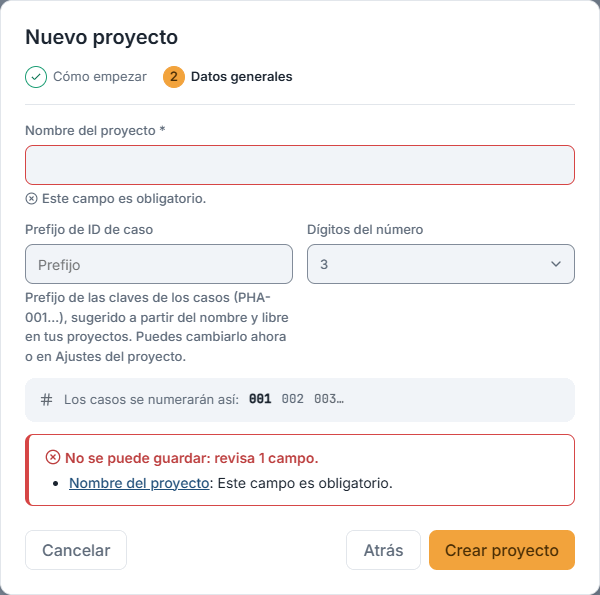 Nuevo proyecto
Cómo empezar 2 Datos generales
Nombre del proyecto *
Este campo es obligatorio.
Prefijo de ID de caso Dígitos del número
Prefijo 3
Prefijo de las claves de los casos (PHA-
001...), sugerido a partir del nombre y libre
en tus proyectos. Puedes cambiarlo ahora
o en Ajustes del proyecto.
# Los casos se numerarán así: 001 002 003…
No se puede guardar: revisa 1 campo.
• Nombre del proyecto: Este campo es obligatorio.
Cancelar Atrás Crear proyecto